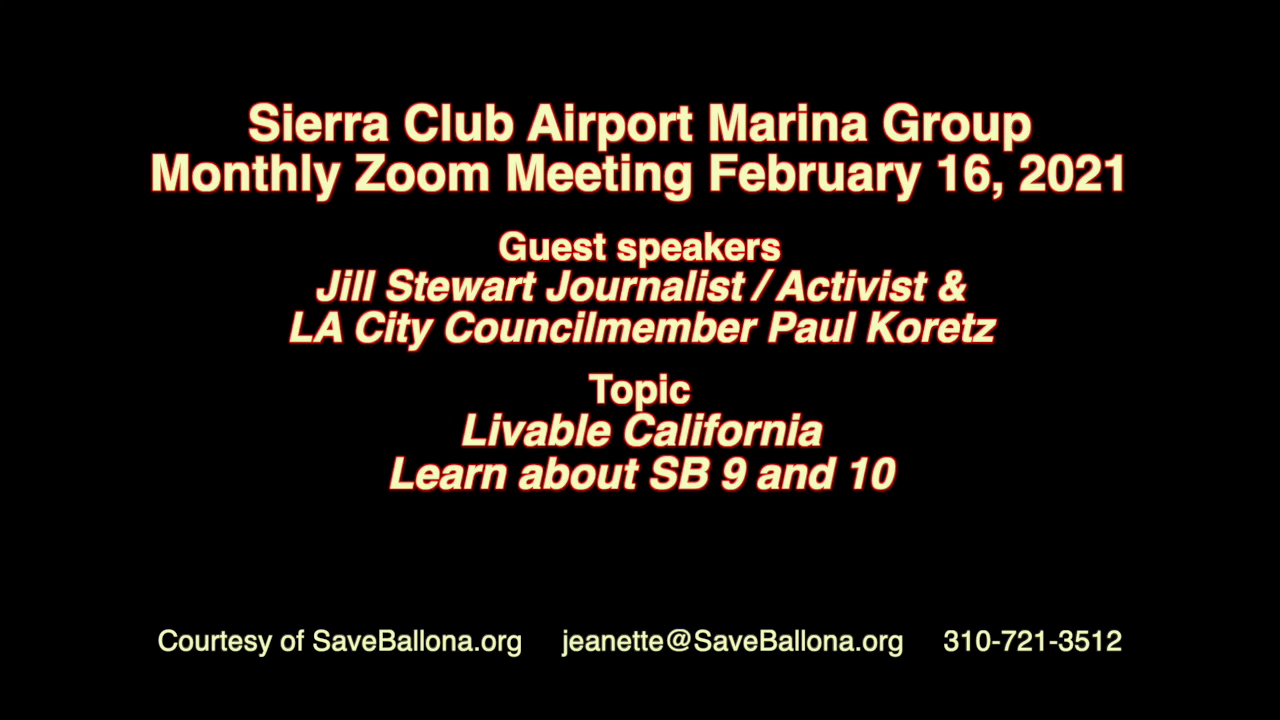 Sierra Club Airport Marina Group
Monthly Zoom Meeting February 16, 2021
Guest speakers
Jill Stewart Journalist / Activist &
LA City Councilmember Paul Koretz
Topic
Livable California
Learn about SB 9 and 10
Courtesy of SaveBallona.org jeanette@SaveBallona.org 310-721-3512